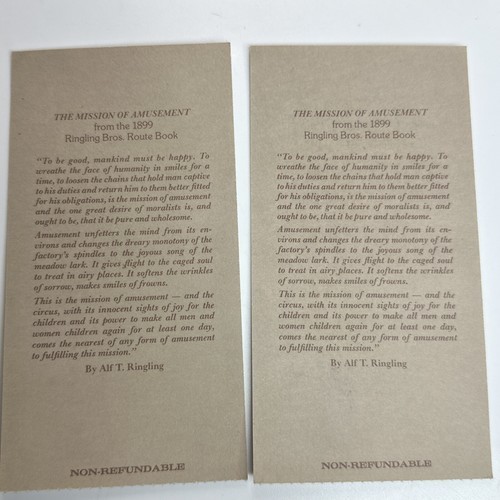 THE MISSION OF AMUSEMENT
from the 1899
Ringling Bros. Route Book
"To be good, mankind must be happy. To
wreathe the face of humanity in smiles for a
time, to loosen the chains that hold man captive
to his duties and return him to them better fitted
for his obligations, is the mission of amusement
and the one great desire of moralists is, and
ought to be, that it be pure and wholesome.
Amusement unfetters the mind from its en-
virons and changes the dreary monotony of the
factory's spindles to the joyous song of the
meadow lark. It gives flight to the caged soul
to treat in airy places. It softens the wrinkles
of sorrow, makes smiles of frowns.
This is the mission of amusement — and the
circus, with its innocent sights of joy for the
children and its power to make all men and
women children again for at least one day,
comes the nearest of any form of amusement
to fulfilling this mission."
By Alf T. Ringling
NON-REFUNDABLE
THE MISSION OF AMUSEMENT
from the 1899
Ringling Bros. Route Book
"To be good, mankind must be happy. To
wreathe the face of humanity in smiles for a
time, to loosen the chains that hold man captive
to his duties and return him to them better fitted
for his obligations, is the mission of amusement
and the one great desire of moralists is, and
ought to be, that it be pure and wholesome.
Amusement unfetters the mind from its en-
virons and changes the dreary monotony of the
factory's spindles to the joyous song of the
meadow lark. It gives flight to the caged soul
to treat in airy places. It softens the wrinkles
of sorrow, makes smiles of frowns.
This is the mission of amusement — and the
circus, with its innocent sights of joy for the
children and its power to make all men and
women children again for at least one day,
comes the nearest of any form of amusement
to fulfilling this mission."
By Alf T. Ringling
NON-REFUNDABLE